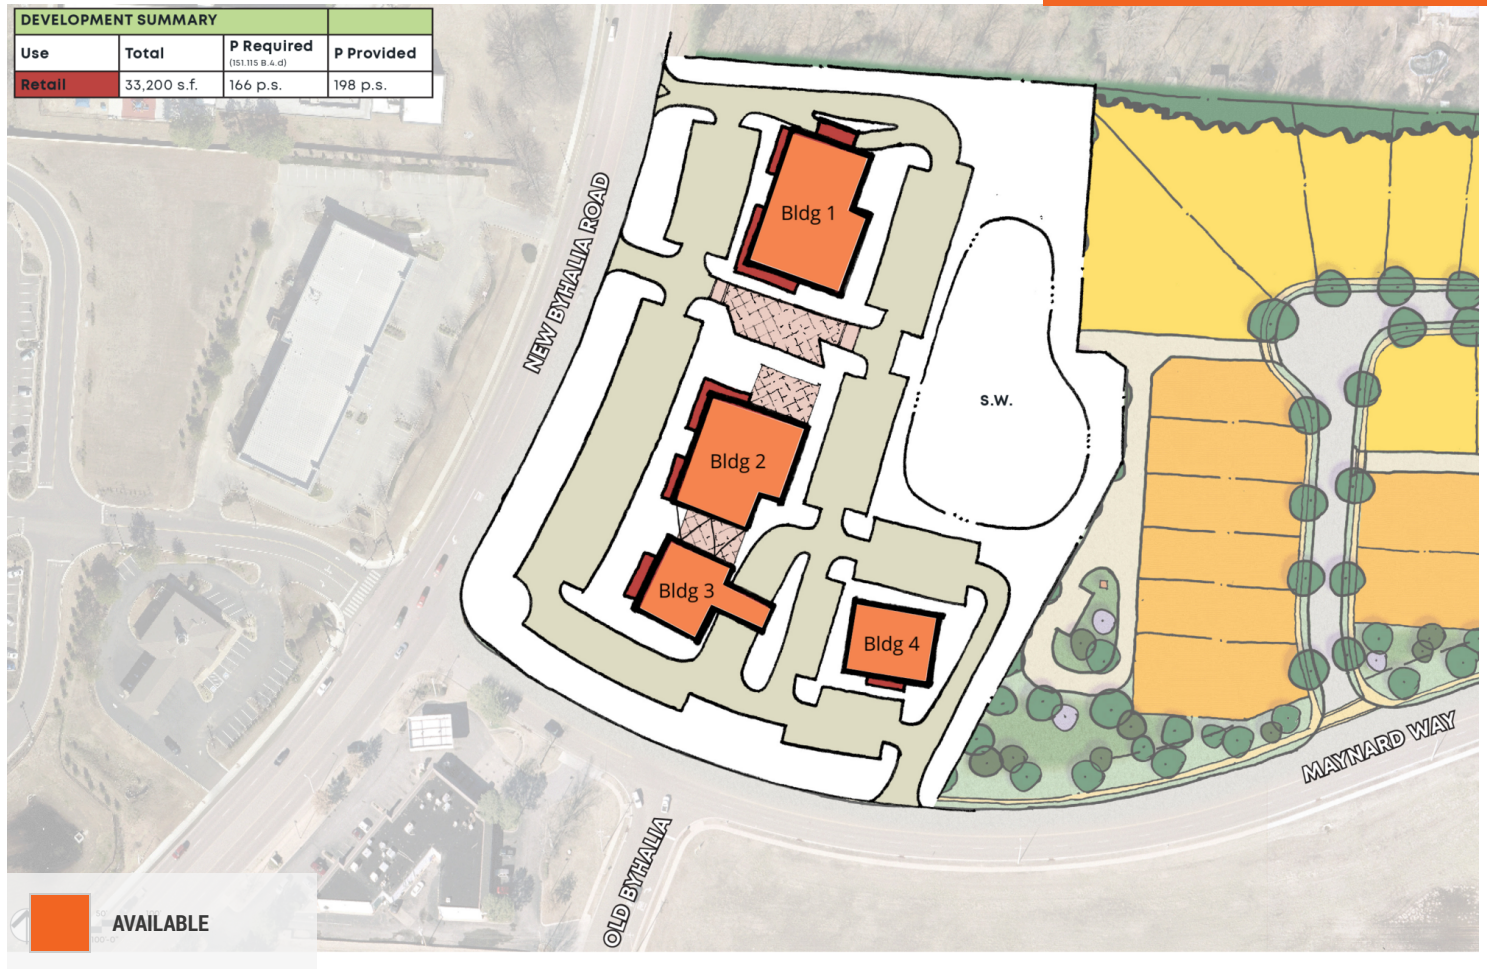 DEVELOPMENT SUMMARY
Use Total P Required P Provided
(151.115 B.4.d)
Retail 33,200 s.f. 166 p.s. 198 p.s.
Bldg 1
NEW BYHALIA ROAD
S.W.
Bldg 2
Bldg 3
Bldg 4
MAYNARD WAY
OLD BYHALIA
AVAILABLE